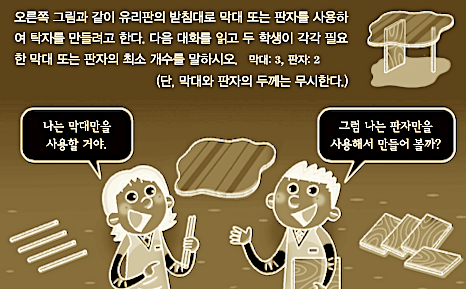 오른쪽 그림과 같이 유리판의 받침대로 막대 또는 판자를 사용하
여 탁자를 만들려고 한다. 다음 대화를 읽고 두 학생이 각각 필요
한 막대 또는 판자의 최소 개수를 말하시오. 막대: 3, 판자: 2
(단, 막대와 판자의 두께는 무시한다.)
나는 막대만을
사용할 거야.
그럼 나는 판자만을
사용해서 만들어 볼까?